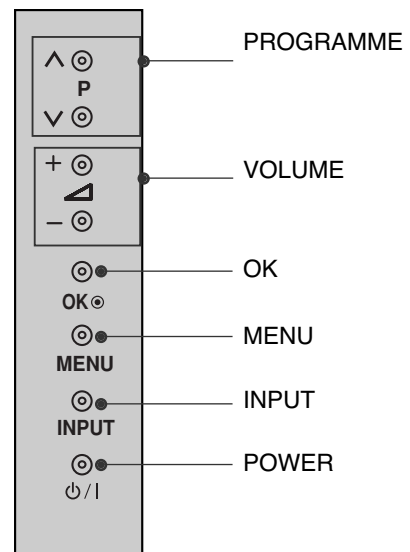 PROGRAMME
P
+
VOLUME
−
OK
OK
MENU
MENU
INPUT
INPUT
POWER
⏻/I